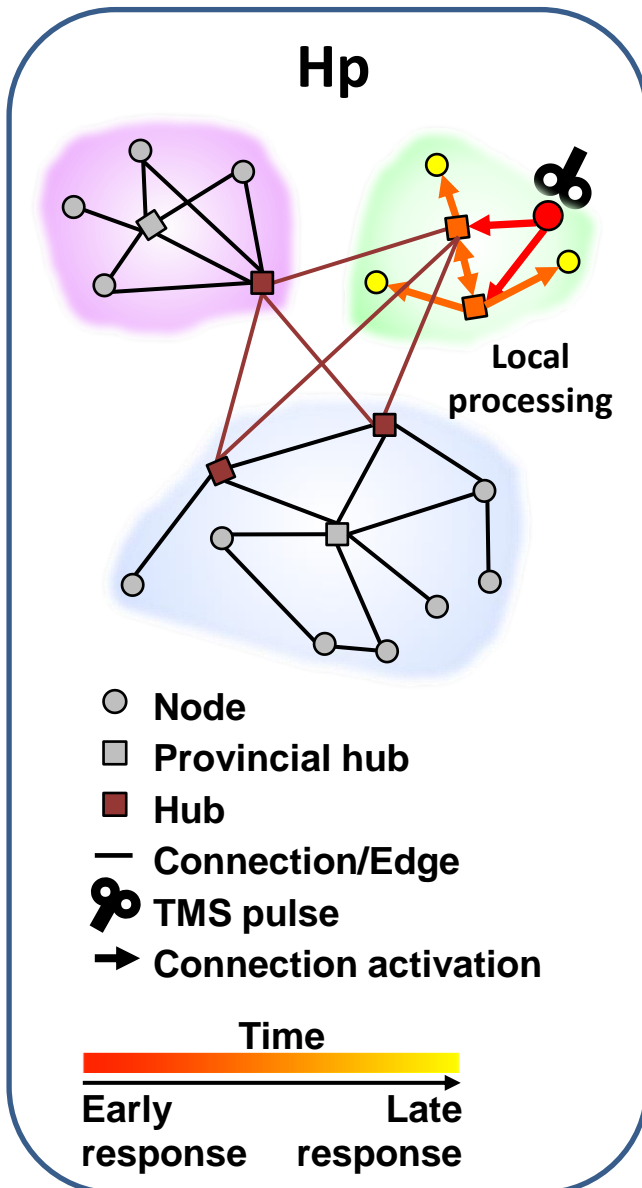 Hp
Local
processing
Node
Provincial hub
Hub
Connection/Edge
TMS pulse
Connection activation
Time
Early Late
response response